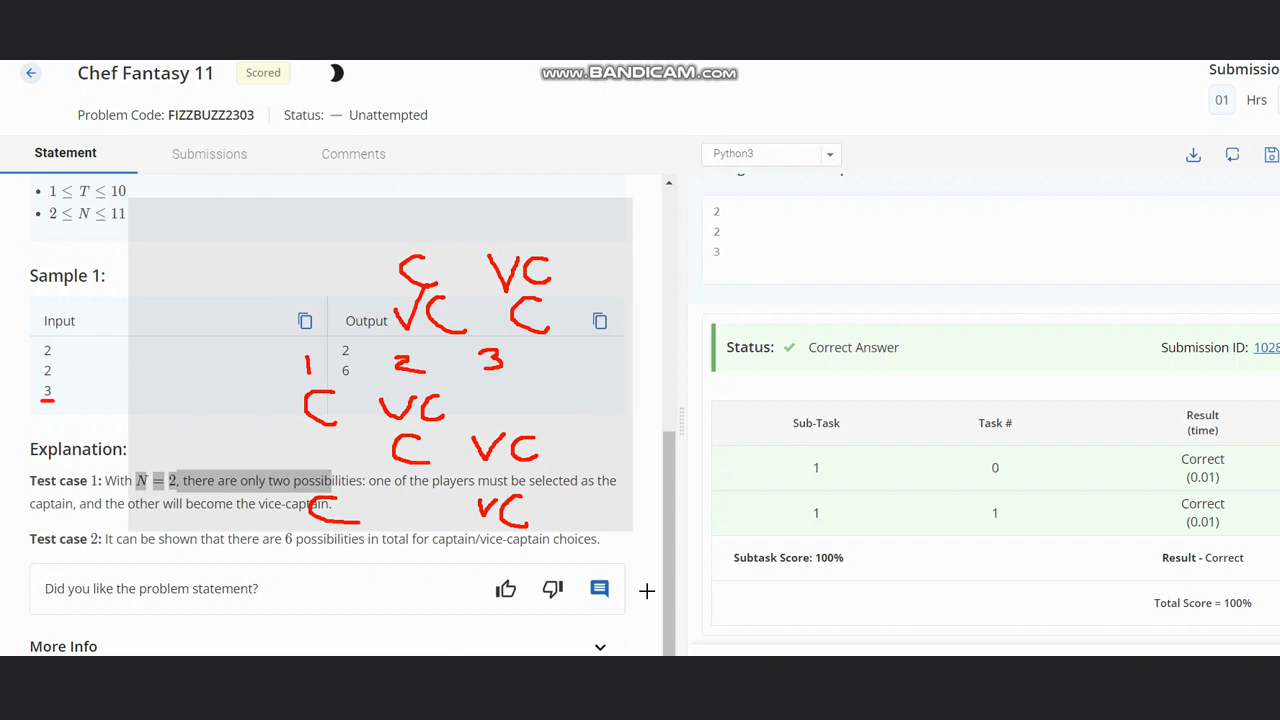 www.BANDICAM.com
Chef Fantasy 11 Scored
Submissio
Problem Code: FIZZBUZZ2303 Status: — Unattempted
01 Hrs
Statement Submissions Comments
Python3
• 1 ≤ T ≤ 10
• 2 ≤ N ≤ 11
2
2
3
Sample 1:
C VC
VC C
Input Output
2 2
2 6
3
1 2 3
C VC
C VC
C VC
Explanation:
Test case 1: With N = 2, there are only two possibilities: one of the players must be selected as the
captain, and the other will become the vice-captain.
Test case 2: It can be shown that there are 6 possibilities in total for captain/vice-captain choices.
Did you like the problem statement?
More Info
Status: Correct Answer Submission ID: 1028
Sub-Task Task # Result
(time)
1 0 Correct
(0.01)
1 1 Correct
(0.01)
Subtask Score: 100% Result - Correct
Total Score = 100%